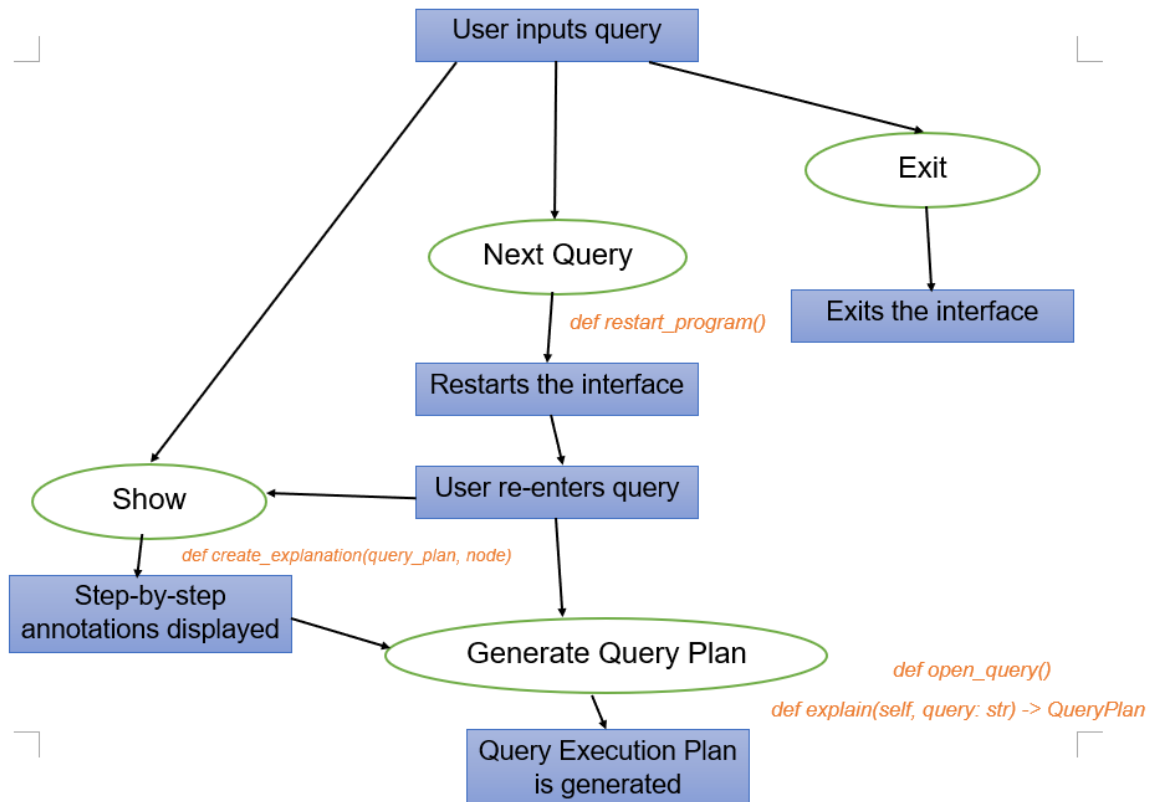 User inputs query
Exit
Next Query
Exits the interface
def restart_program()
Restarts the interface
User re-enters query
Show
def create_explanation(query_plan, node)
Step-by-step
annotations displayed
Generate Query Plan
def open_query()
def explain(self, query: str) -> QueryPlan
Query Execution Plan
is generated